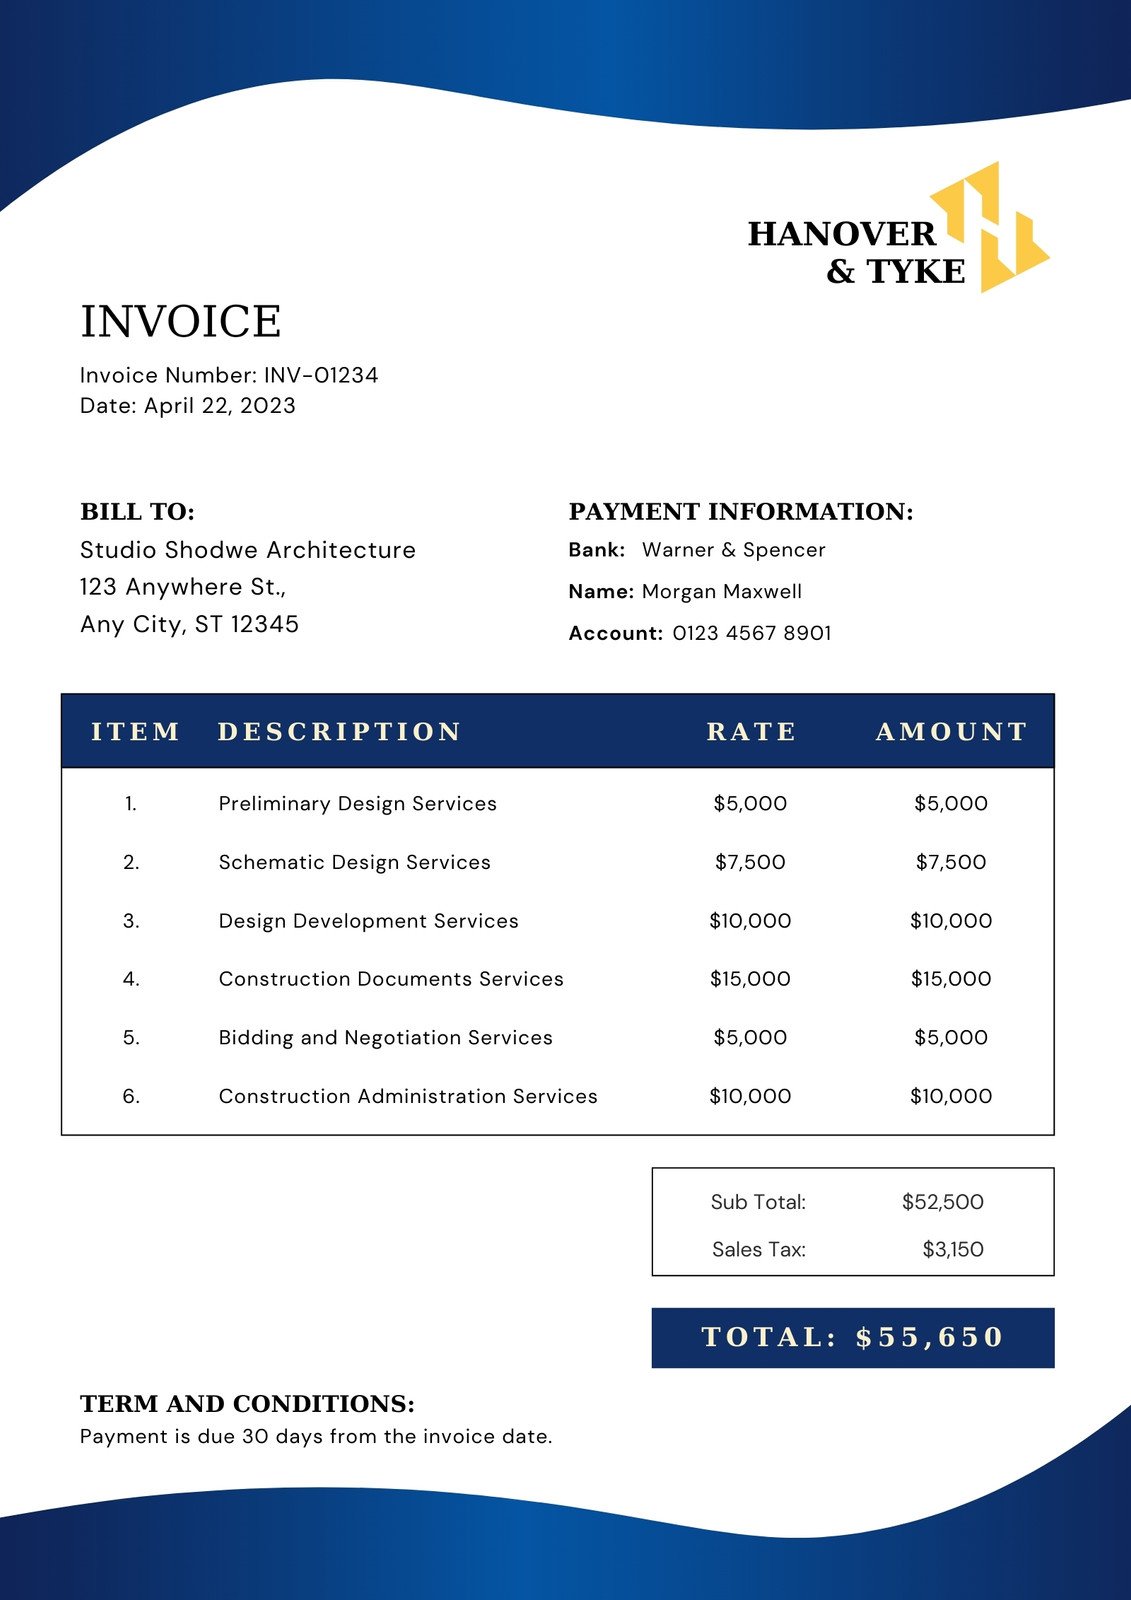 HANOVER
& TYKE
INVOICE
Invoice Number: INV-01234
Date: April 22, 2023
BILL TO:
Studio Shodwe Architecture
123 Anywhere St.,
Any City, ST 12345
PAYMENT INFORMATION:
Bank: Warner & Spencer
Name: Morgan Maxwell
Account: 0123 4567 8901
ITEM DESCRIPTION RATE AMOUNT
1. Preliminary Design Services $5,000 $5,000
2. Schematic Design Services $7,500 $7,500
3. Design Development Services $10,000 $10,000
4. Construction Documents Services $15,000 $15,000
5. Bidding and Negotiation Services $5,000 $5,000
6. Construction Administration Services $10,000 $10,000
Sub Total: $52,500
Sales Tax: $3,150
TOTAL: $55,650
TERM AND CONDITIONS:
Payment is due 30 days from the invoice date.